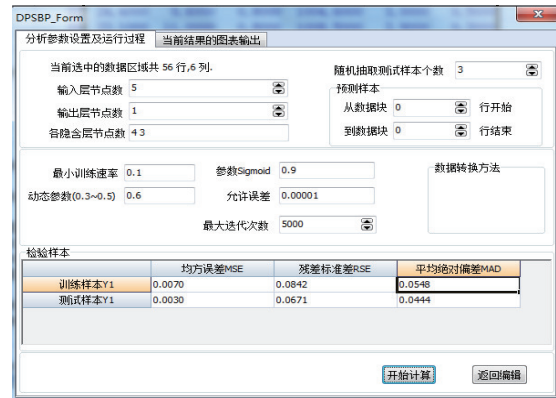 DPSBP_Form
分析参数设置及运行过程 当前结果的图表输出
当前选中的数据区域共 56 行,6 列.
随机抽取测试样本个数 3
输入层节点数 5
预测样本
从数据块 0 行开始
输出层节点数 1
到数据块 0 行结束
各隐含层节点数 4 3
最小训练速率 0.1
参数Sigmoid 0.9
数据转换方法
动态参数(0.3~0.5) 0.6
允许误差 0.00001
最大迭代次数 5000
检验样本
均方误差MSE 残差标准差RSE 平均绝对偏差MAD
训练样本Y1 0.0070 0.0842 0.0548
测试样本Y1 0.0030 0.0671 0.0444
开始计算 返回编辑